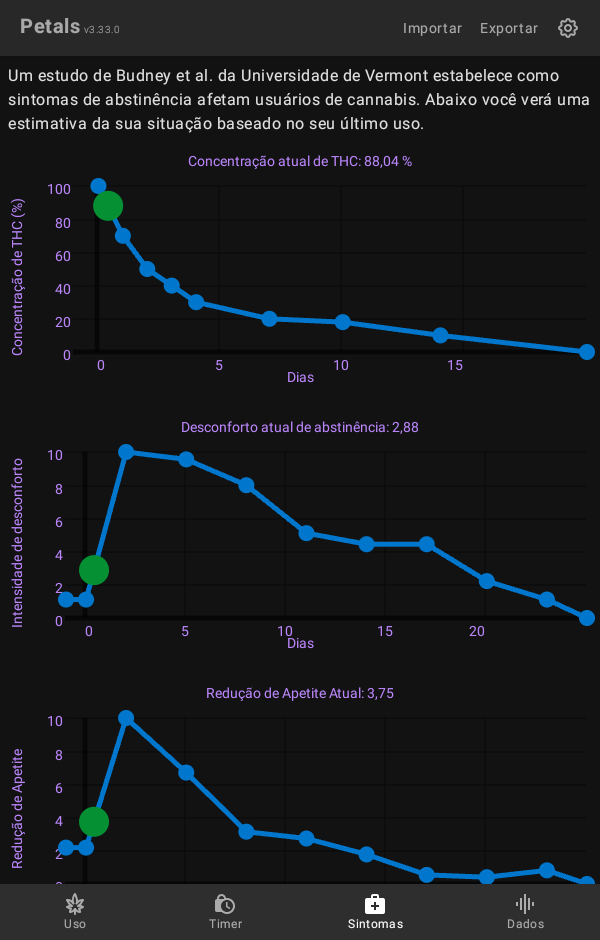 Petals v3.33.0 Importar Exportar
Um estudo de Budney et al. da Universidade de Vermont estabelece como
sintomas de abstinência afetam usuários de cannabis. Abaixo você verá uma
estimativa da sua situação baseado no seu último uso.
Concentração atual de THC: 88,04 %
Concentração de THC (%)
100
80
60
40
20
0
0 5 10 15
Dias
Desconforto atual de abstinência: 2,88
Intensidade de desconforto
10
8
6
4
2
0
0 5 10 15 20
Dias
Redução de Apetite Atual: 3,75
Redução de Apetite
10
8
6
4
2
0
Uso Timer Sintomas Dados